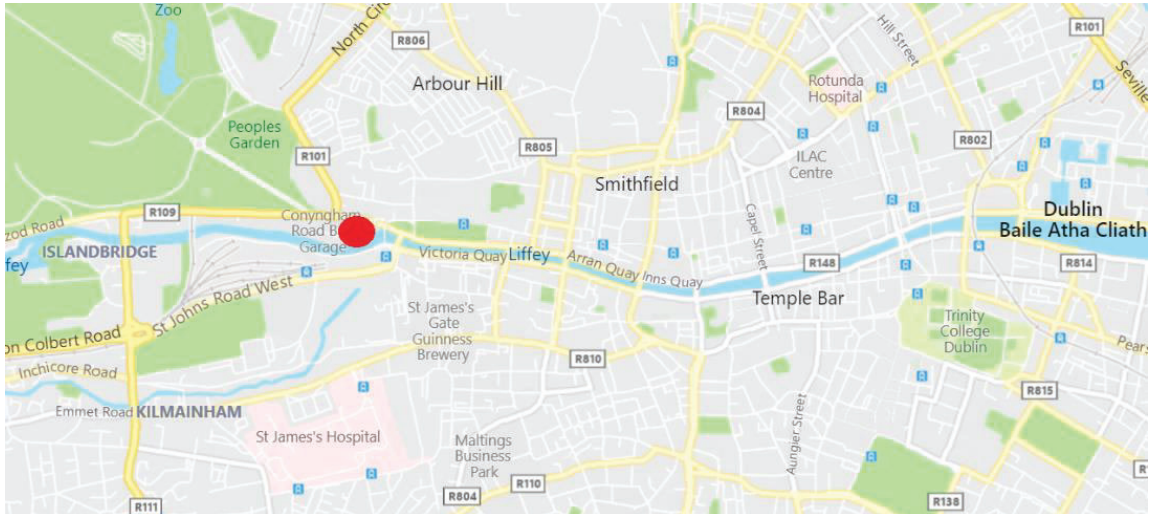 Zoo
North Circ
R806
R101
Hill Street
Seville
Arbour Hill
Rotunda
Hospital
R804
Peoples
Garden
R101
R805
R802
ILAC
Centre
Smithfield
R109
Conyngham
Road B
Garage
Capel Street
Dublin
Baile Atha Cliath
zod Road
ISLANDBRIDGE
ffey
Victoria Quay
Liffey
Arran Quay
Inns Quay
R148
R814
St Johns Road West
Temple Bar
St James's
Gate
Guinness
Brewery
Trinity
College
Dublin
on Colbert Road
Pears
Inchicore Road
R810
R815
Emmet Road
KILMAINHAM
Aungier Street
St James's Hospital
Maltings
Business
Park
R110
R804
R111
R138
R1
R